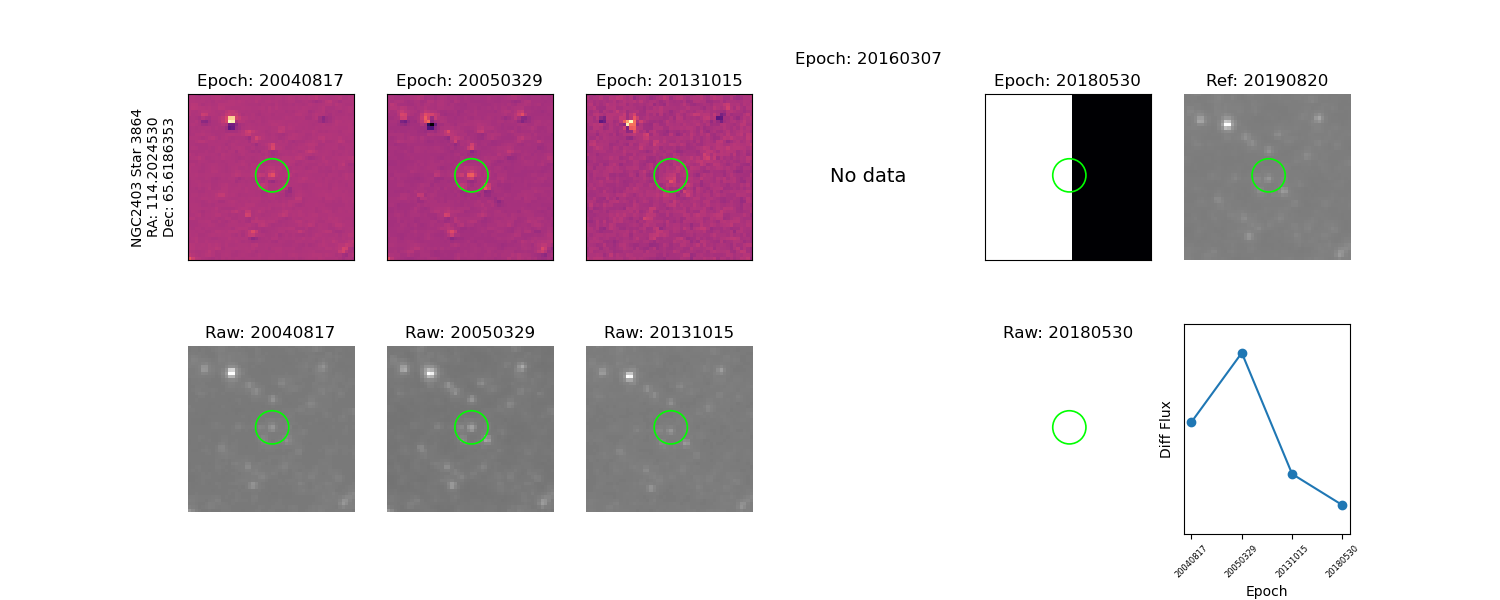 Epoch: 20160307
Epoch: 20040817
Epoch: 20050329
Epoch: 20131015
Epoch: 20180530
Ref: 20190820
NGC2403 Star 3864
RA: 114.2024530
Dec: 65.6186353
No data
Raw: 20040817
Raw: 20050329
Raw: 20131015
Raw: 20180530
Diff Flux
20040817
20050329
20131015
20180530
Epoch